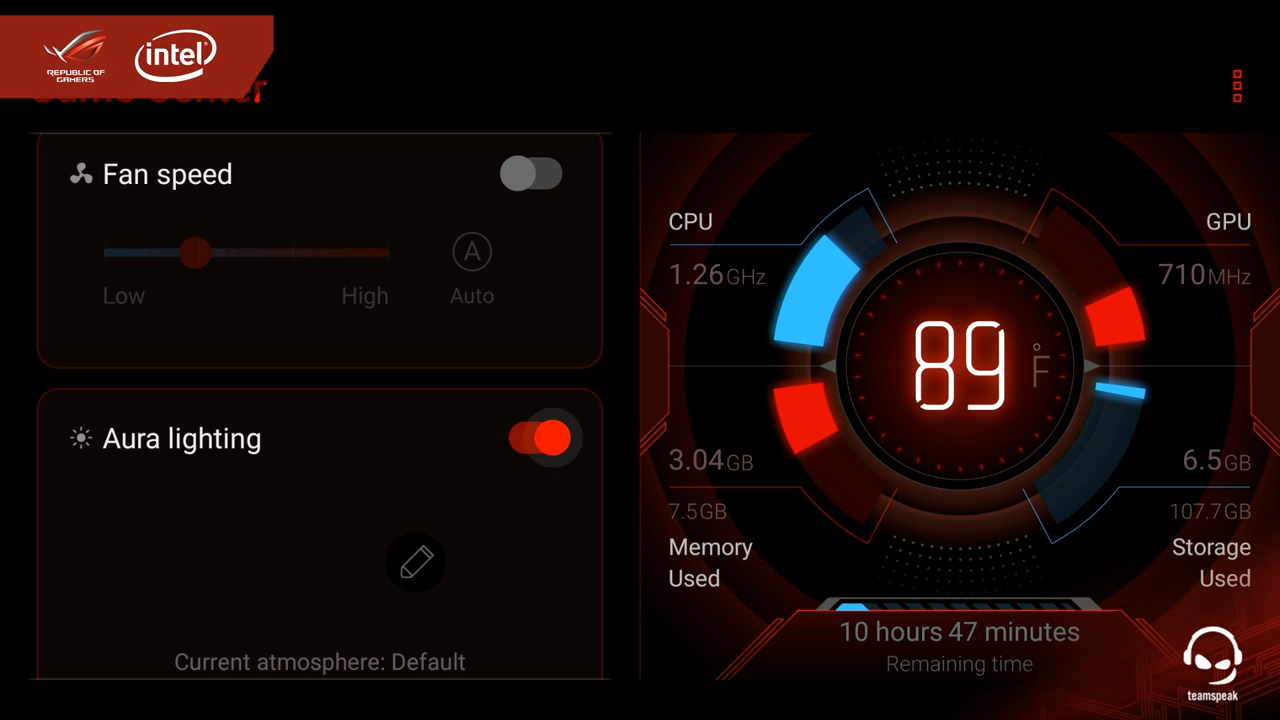 REPUBLIC OF
GAMERS
intel
Game Center
Fan speed
A
Low
High
Auto
Aura lighting
Current atmosphere: Default
CPU
1.26GHz
GPU
710MHz
89°F
3.04GB
7.5GB
Memory
Used
6.5GB
107.7GB
Storage
Used
10 hours 47 minutes
Remaining time
teamspeak